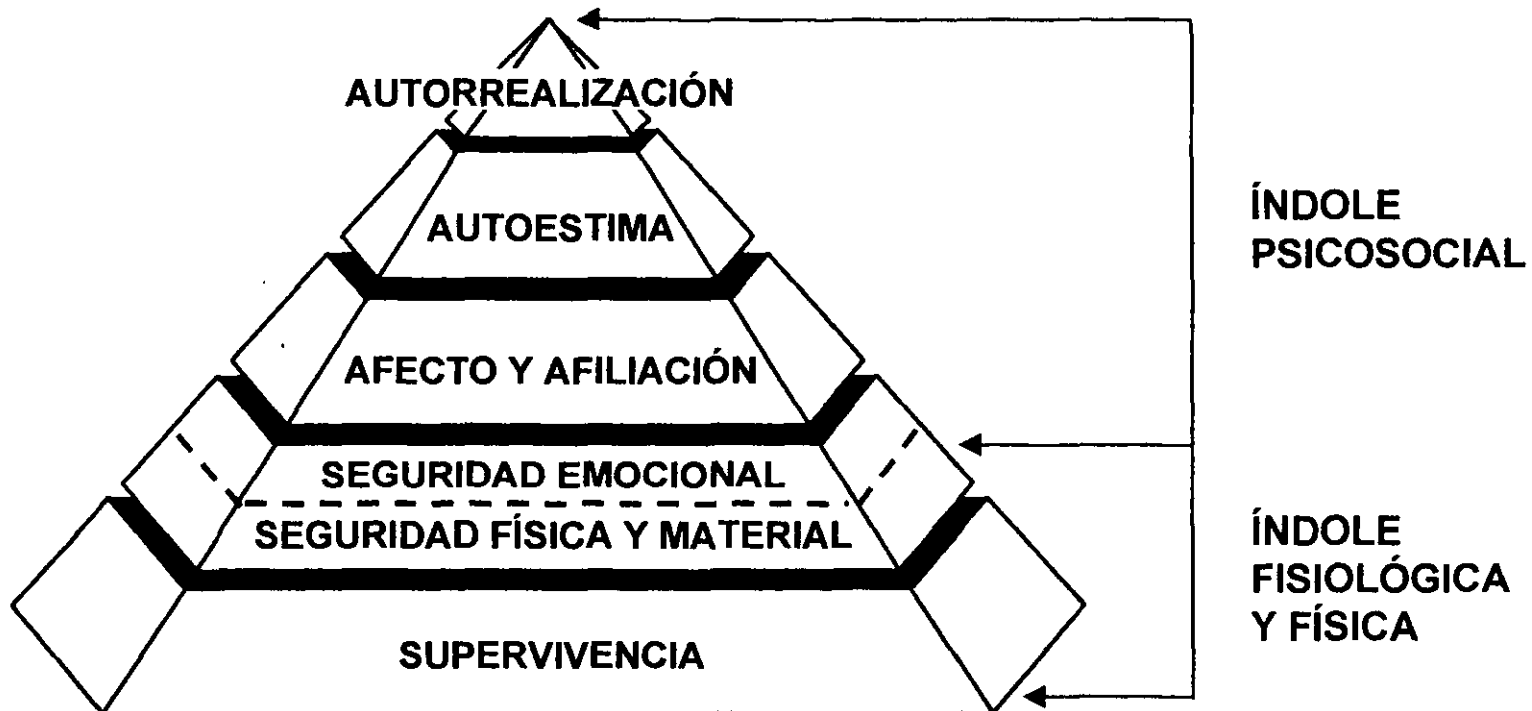 AUTORREALIZACIÓN
AUTOESTIMA
AFECTO Y AFILIACIÓN
SEGURIDAD EMOCIONAL
SEGURIDAD FÍSICA Y MATERIAL
SUPERVIVENCIA
ÍNDOLE
PSICOSOCIAL
ÍNDOLE
FISIOLÓGICA
Y FÍSICA